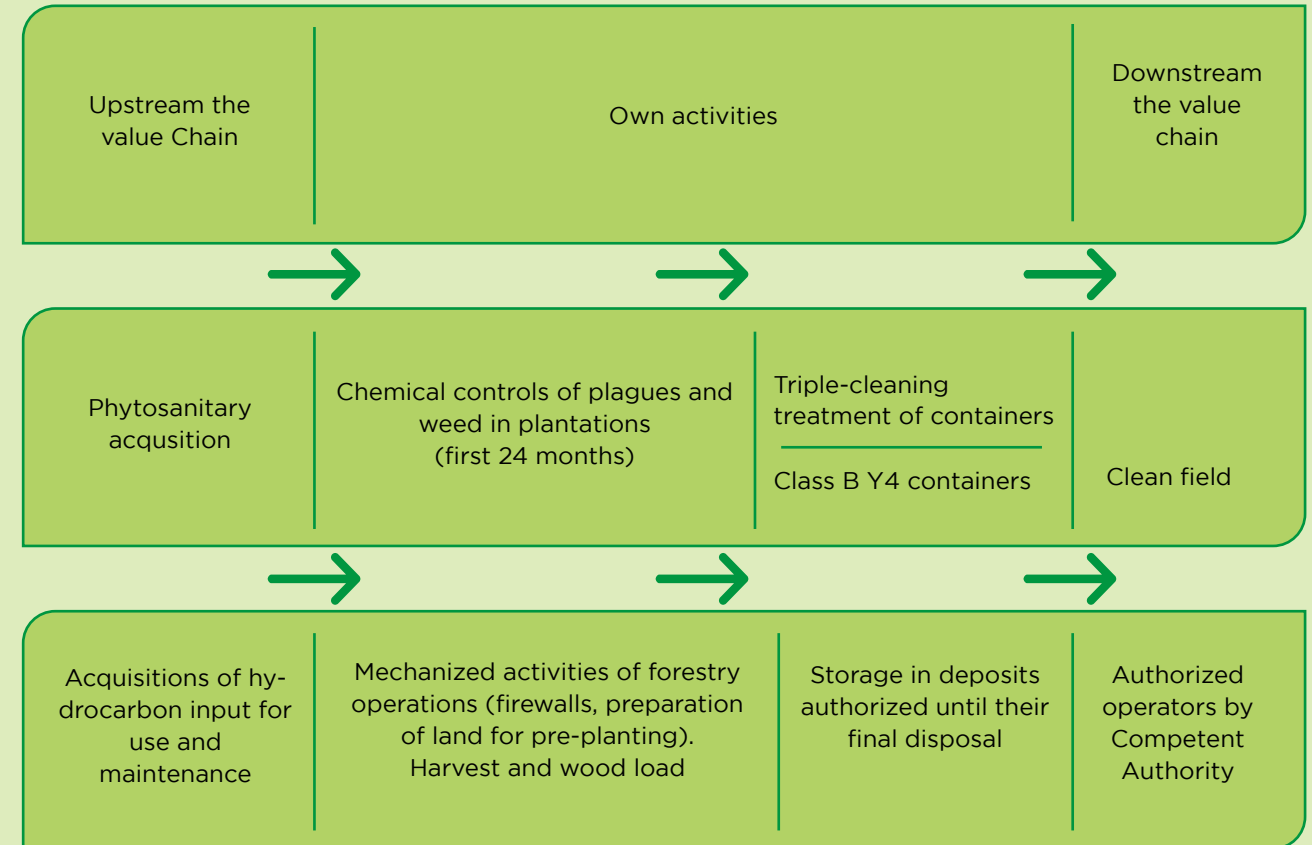 Upstream the
value Chain
Own activities
Downstream
the value
chain
Phytosanitary
acqusition
Chemical controls of plagues and
weed in plantations
(first 24 months)
Triple-cleaning
treatment of containers
Class B Y4 containers
Clean field
Acquisitions of hy-
drocarbon input for
use and
maintenance
Mechanized activities of forestry
operations (firewalls, preparation
of land for pre-planting).
Harvest and wood load
Storage in deposits
authorized until their
final disposal
Authorized
operators by
Competent
Authority